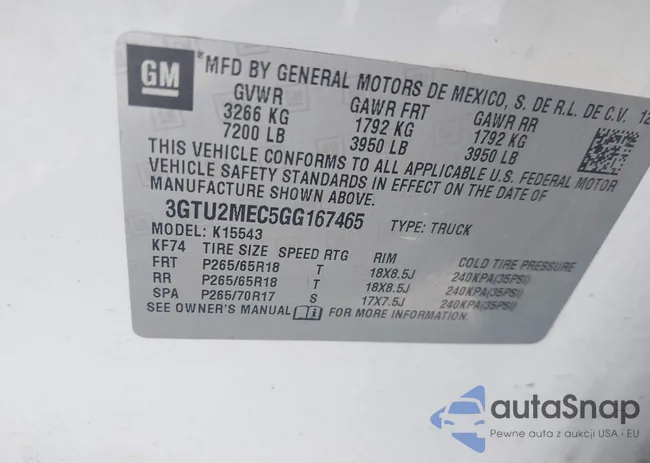 GM
*MFD BY GENERAL MOTORS DE MEXICO, S. DE R.L. DE C.V. 12
GVWR GAWR FRT GAWR RR
3266 KG 1792 KG 1792 KG
7200 LB 3950 LB 3950 LB
THIS VEHICLE CONFORMS TO ALL APPLICABLE U.S. FEDERAL MOTOR
VEHICLE SAFETY STANDARDS IN EFFECT ON THE DATE OF
MANUFACTURE SHOWN ABOVE.
3GTU2MEC5GG167465 TYPE: TRUCK
MODEL: K15543
KF74 TIRE SIZE SPEED RTG RIM COLD TIRE PRESSURE
FRT P265/65R18 T 18X8.5J 240KPA(35PSI)
RR P265/65R18 T 18X8.5J 240KPA(35PSI)
SPA P265/70R17 S 17X7.5J 240KPA(35PSI)
SEE OWNER'S MANUAL FOR MORE INFORMATION.
autaSnap
Pewne auta z aukcji USA i EU